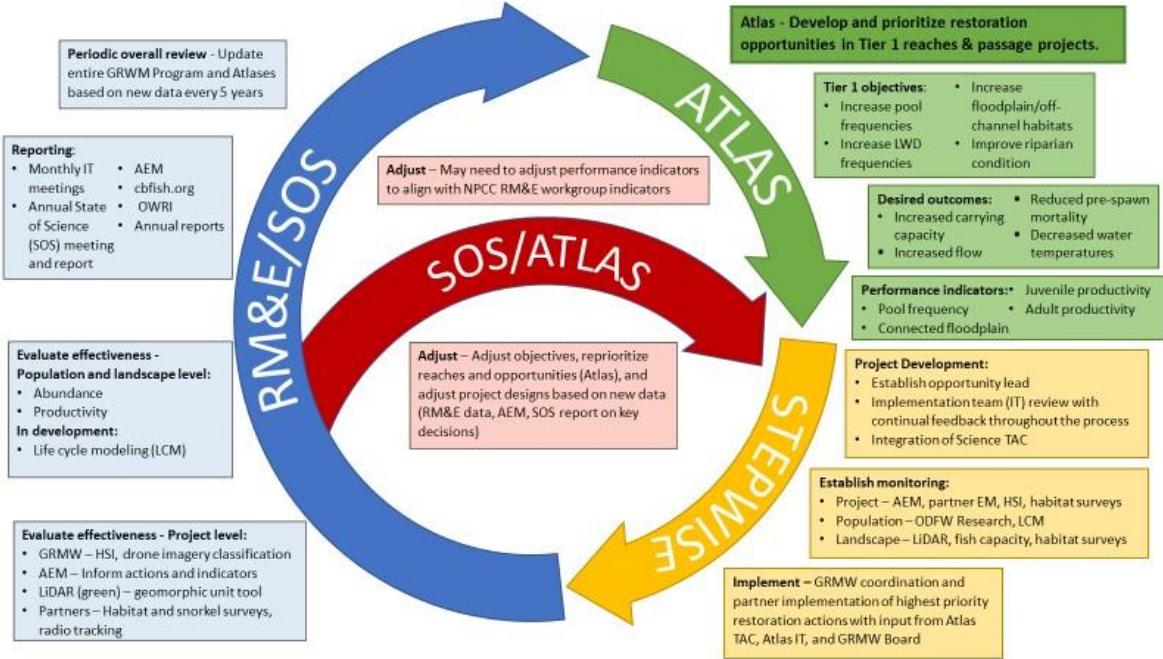 Periodic overall review - Update
entire GRWM Program and Atlases
based on new data every 5 years
Reporting:
• Monthly IT
meetings
• Annual State
of Science
(SOS) meeting
and report
• AEM
• cbfish.org
• OWRI
• Annual reports
Evaluate effectiveness -
Population and landscape level:
• Abundance
• Productivity
In development:
• Life cycle modeling (LCM)
Evaluate effectiveness - Project level:
• GRMW – HSI, drone imagery classification
• AEM – Inform actions and indicators
• LiDAR (green) – geomorphic unit tool
• Partners – Habitat and snorkel surveys,
radio tracking
RM&E/SOS
Adjust – May need to adjust performance indicators
to align with NPCC RM&E workgroup indicators
SOS/ATLAS
Adjust – Adjust objectives, reprioritize
reaches and opportunities (Atlas), and
adjust project designs based on new data
(RM&E data, AEM, SOS report on key
decisions)
ATLAS
Atlas - Develop and prioritize restoration
opportunities in Tier 1 reaches & passage projects.
Tier 1 objectives:
• Increase pool
frequencies
• Increase LWD
frequencies
• Increase
floodplain/off-
channel habitats
• Improve riparian
condition
Desired outcomes:
• Increased carrying
capacity
▪ Increased flow
▪ Reduced pre-spawn
mortality
▪ Decreased water
temperatures
Performance indicators:
• Pool frequency
• Connected floodplain
• Juvenile productivity
• Adult productivity
STEPWISE
Project Development:
• Establish opportunity lead
• Implementation team (IT) review with
continual feedback throughout the process
• Integration of Science TAC
Establish monitoring:
• Project – AEM, partner EM, HSI, habitat surveys
• Population – ODFW Research, LCM
• Landscape – LiDAR, fish capacity, habitat surveys
Implement – GRMW coordination and
partner implementation of highest priority
restoration actions with input from Atlas
TAC, Atlas IT, and GRMW Board